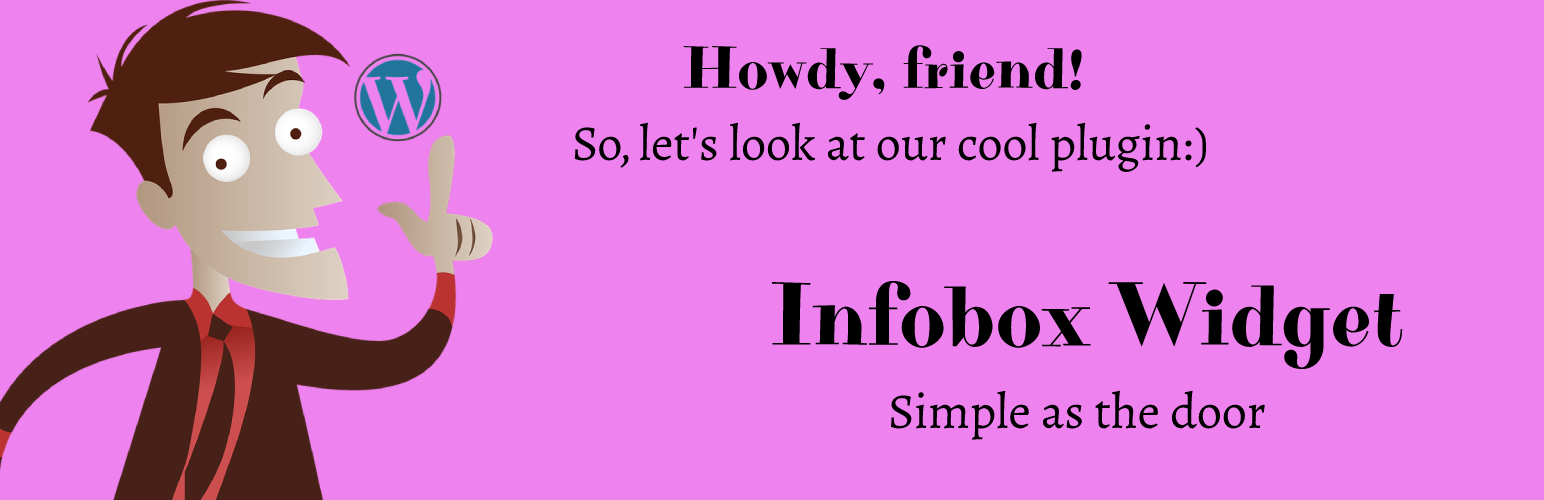 Howdy, friend!
So, let's look at our cool plugin:)
Infobox Widget
Simple as the door